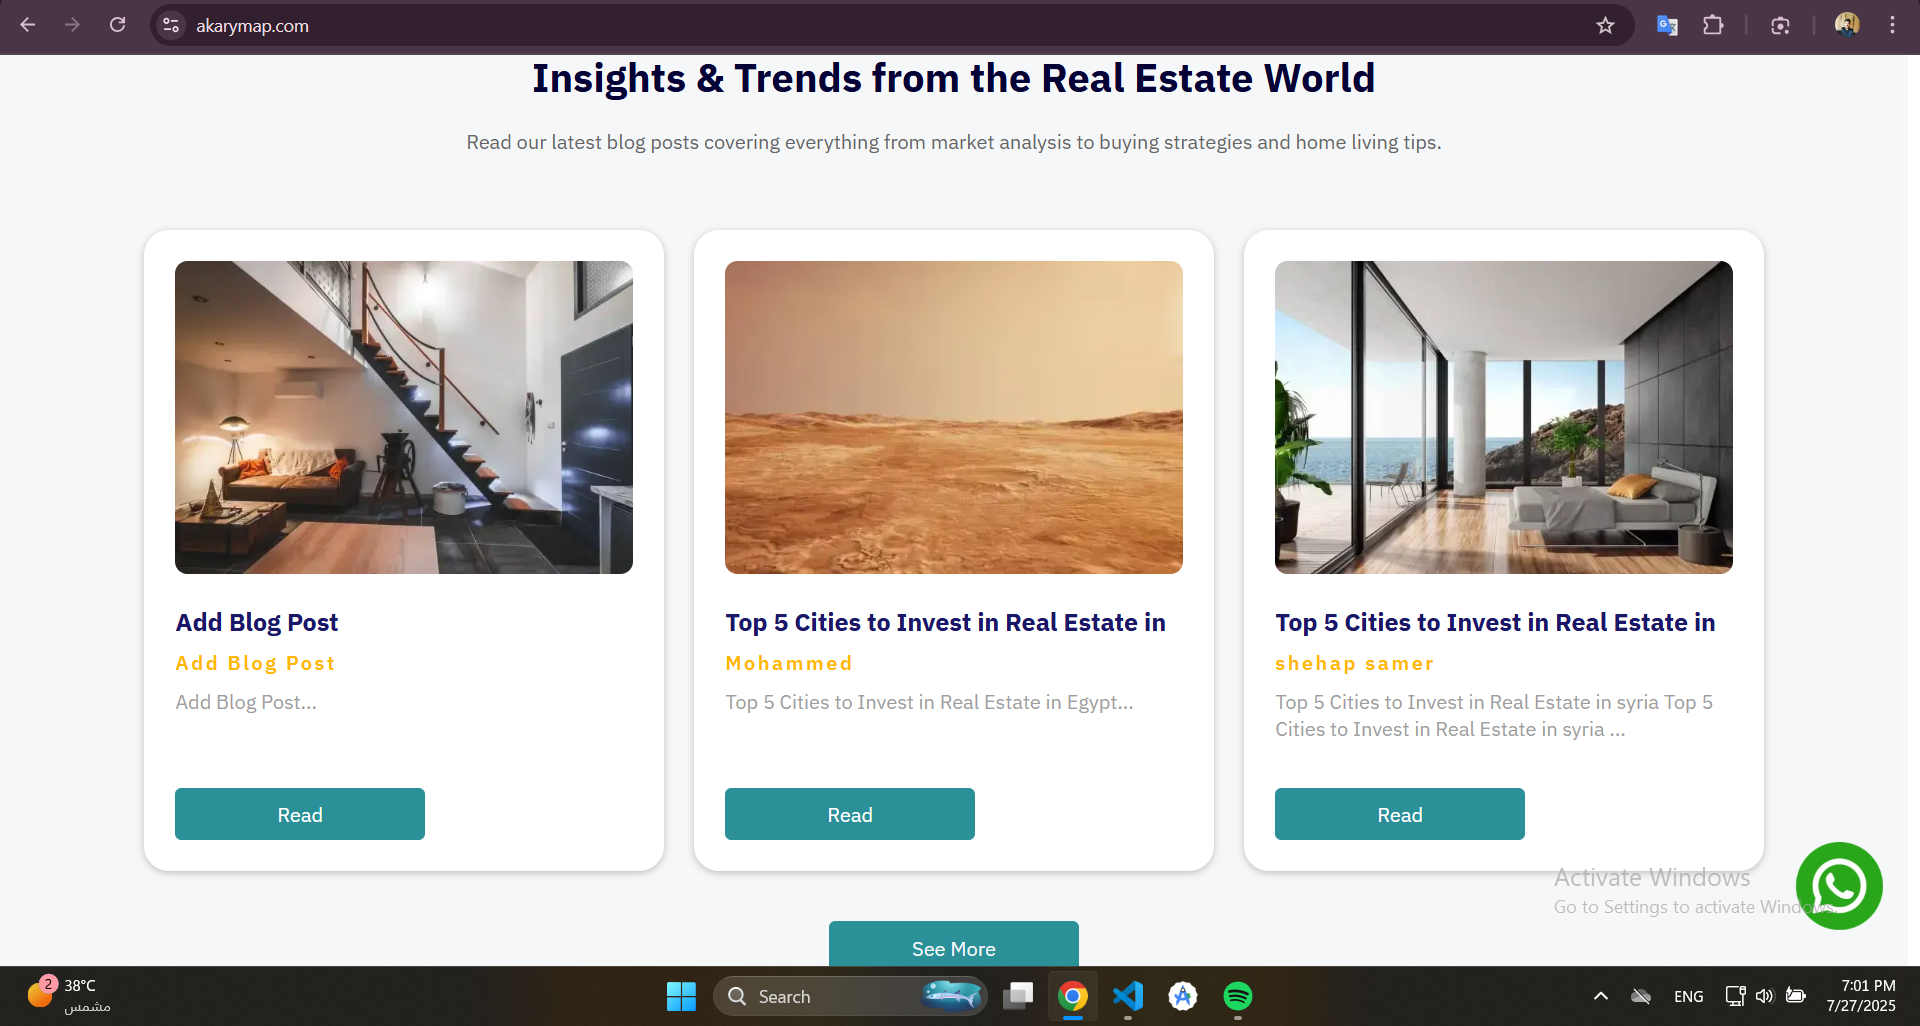 akarymap.com
Insights & Trends from the Real Estate World
Read our latest blog posts covering everything from market analysis to buying strategies and home living tips.
Add Blog Post
Add Blog Post
Add Blog Post...
Read
Top 5 Cities to Invest in Real Estate in
Mohammed
Top 5 Cities to Invest in Real Estate in Egypt...
Read
Top 5 Cities to Invest in Real Estate in
shehap samer
Top 5 Cities to Invest in Real Estate in syria Top 5
Cities to Invest in Real Estate in syria ...
Read
See More
Activate Windows
Go to Settings to activate Windows.
2
38°C
مشمس
Search
ENG
7:01 PM
7/27/2025